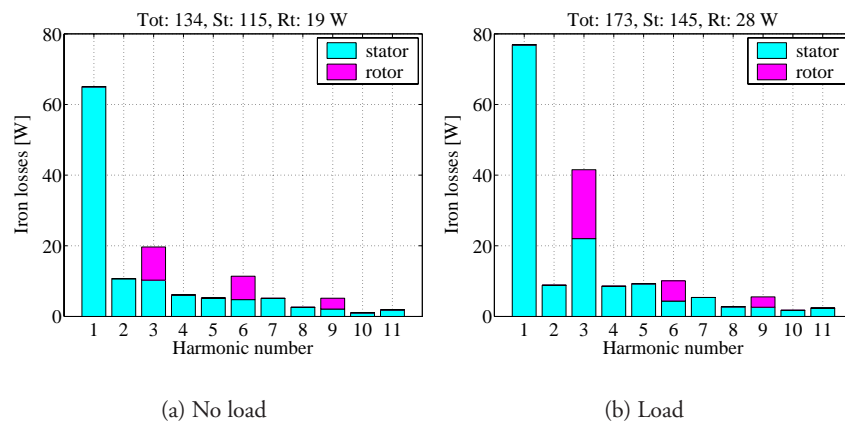 Tot: 134, St: 115, Rt: 19 W
stator
rotor
Iron losses [W]
80
60
40
20
0
1 2 3 4 5 6 7 8 9 10 11
Harmonic number
(a) No load
Tot: 173, St: 145, Rt: 28 W
stator
rotor
Iron losses [W]
80
60
40
20
0
1 2 3 4 5 6 7 8 9 10 11
Harmonic number
(b) Load